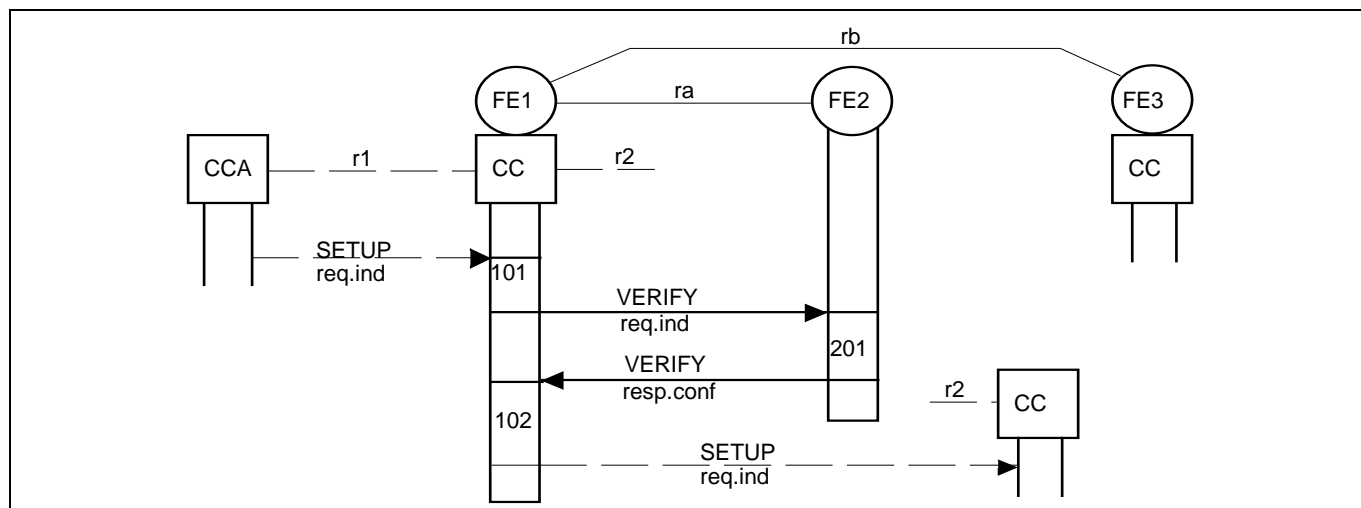 rb
FE1
ra
FE2
FE3
CCA
r1
CC
r2
CC
SETUP
req.ind
101
VERIFY
req.ind
201
VERIFY
resp.conf
r2
CC
102
SETUP
req.ind